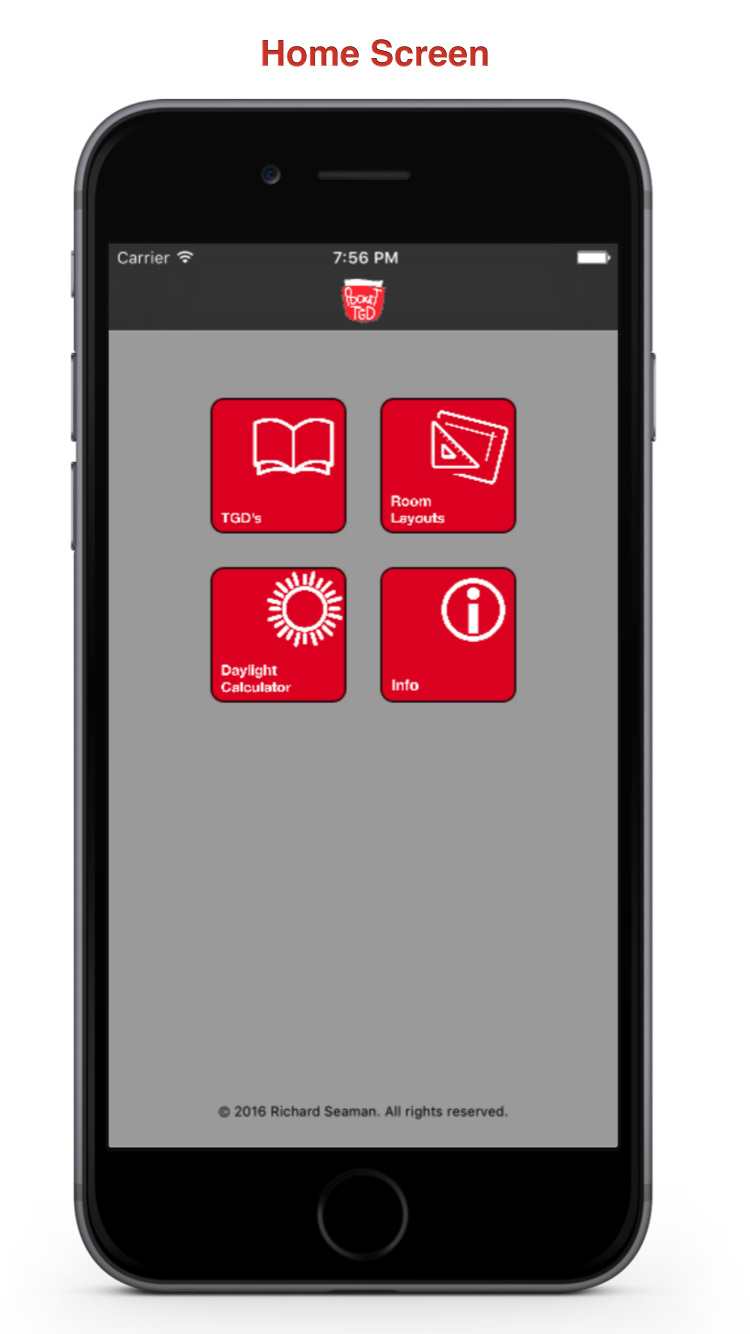 Home Screen
Carrier
7:56 PM
POCKET
TGD
TGD's
Room
Layouts
Daylight
Calculator
Info
© 2016 Richard Seaman. All rights reserved.